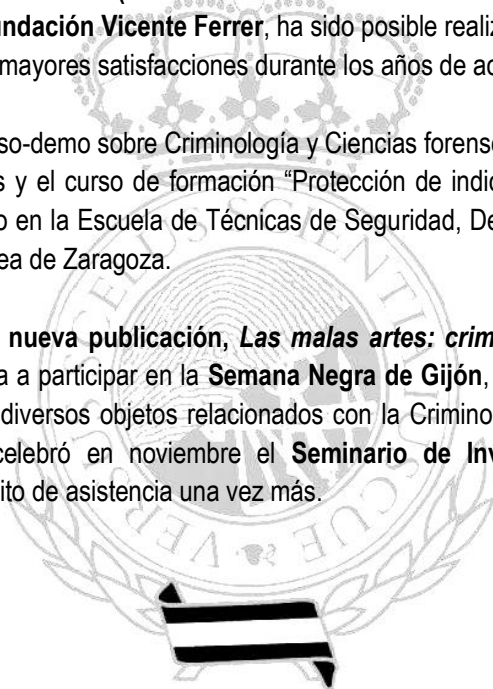 undación Vicente Ferrer, ha sido posible realiz
mayores satisfacciones durante los años de ac
so-demo sobre Criminología y Ciencias forens
s y el curso de formación “Protección de indic
o en la Escuela de Técnicas de Seguridad, De
ea de Zaragoza.
nueva publicación, Las malas artes: crim
a a participar en la Semana Negra de Gijón,
diversos objetos relacionados con la Crimino
celebró en noviembre el Seminario de Inv
ito de asistencia una vez más.